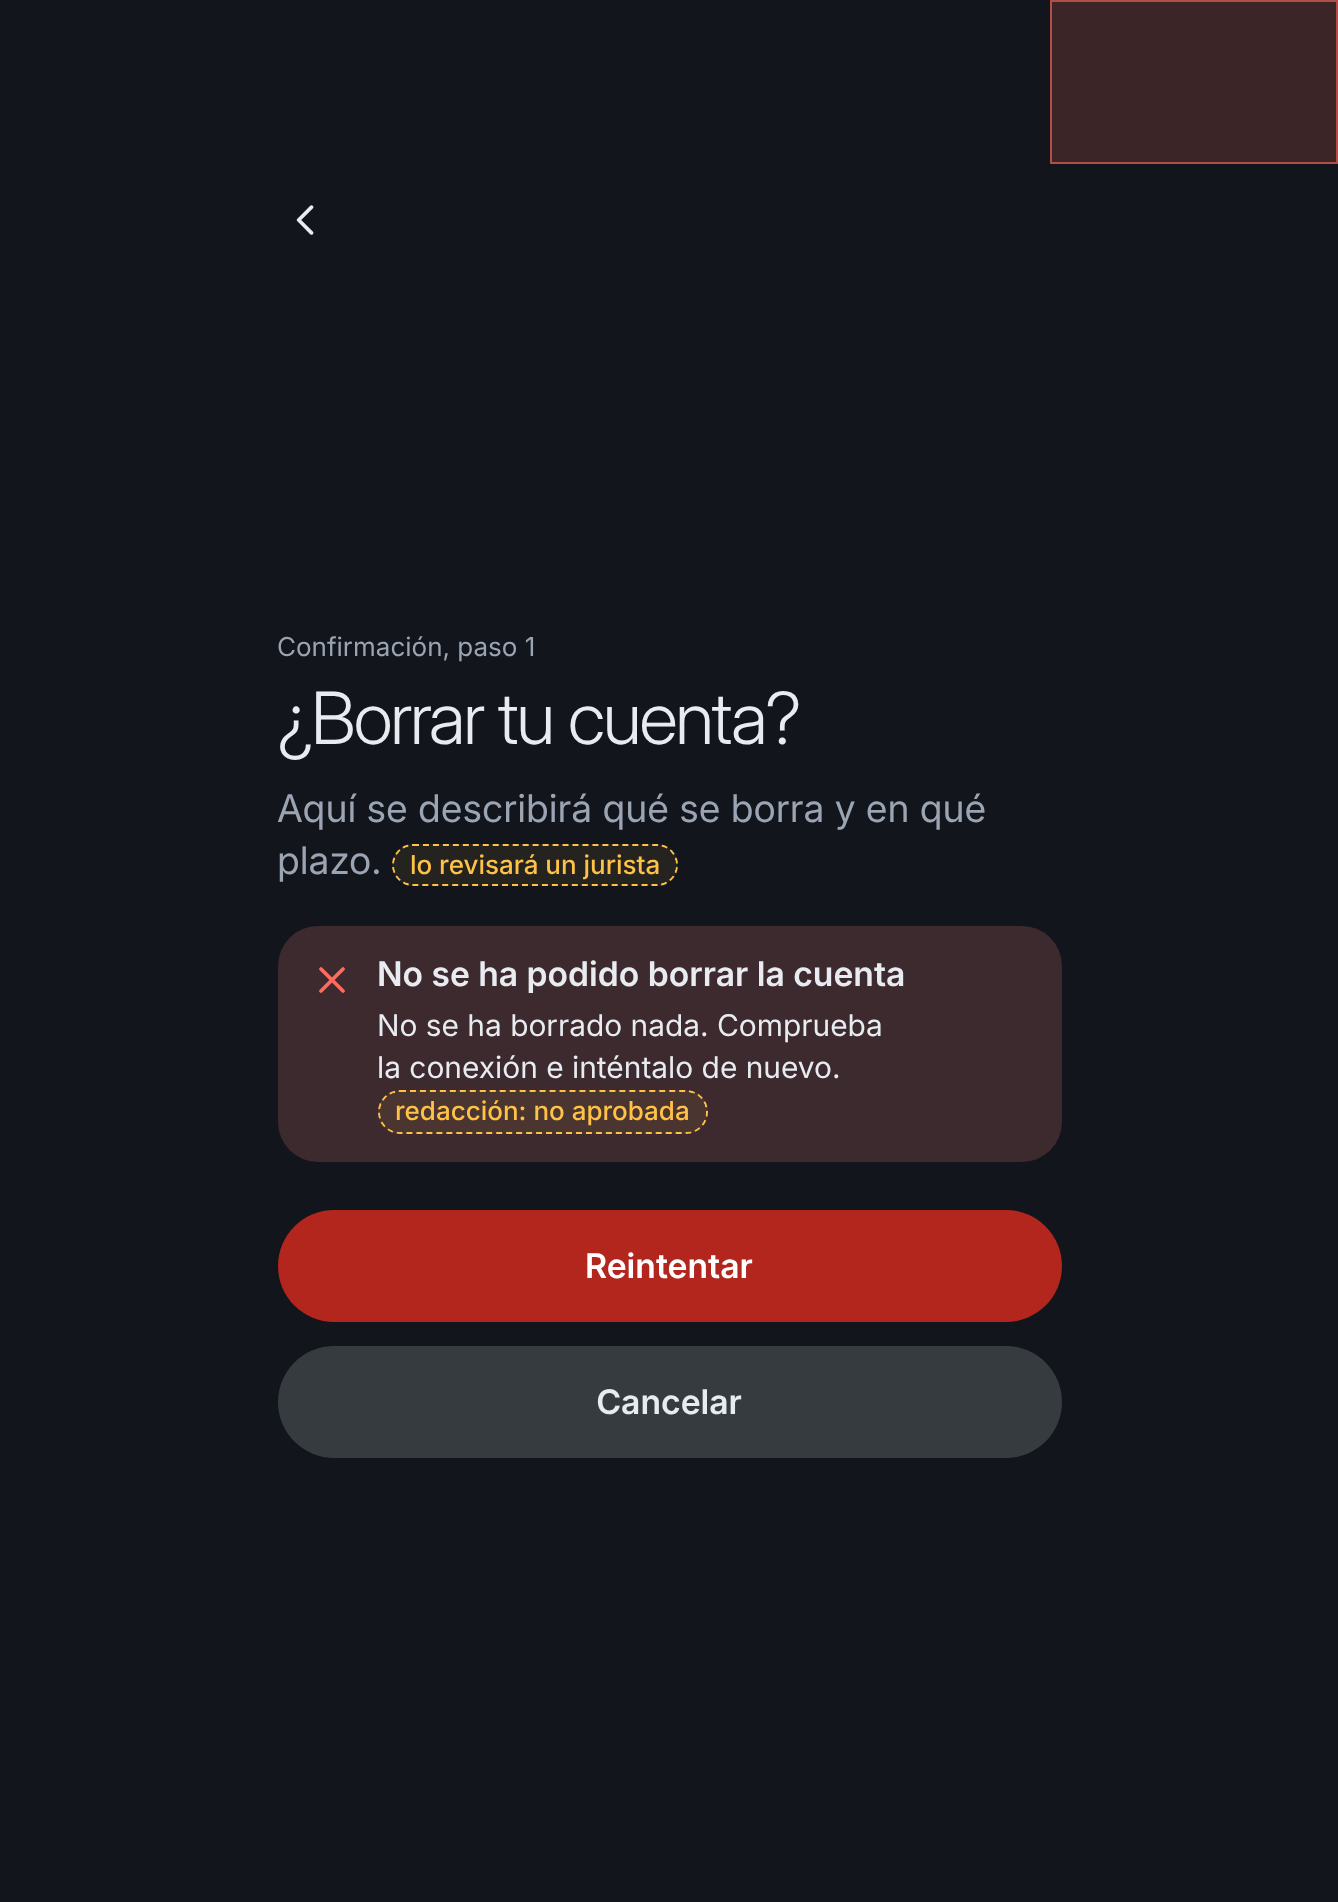 Confirmación, paso 1
¿Borrar tu cuenta?
Aquí se describirá qué se borra y en qué
plazo. lo revisará un jurista
No se ha podido borrar la cuenta
No se ha borrado nada. Comprueba
la conexión e inténtalo de nuevo.
redacción: no aprobada
Reintentar
Cancelar